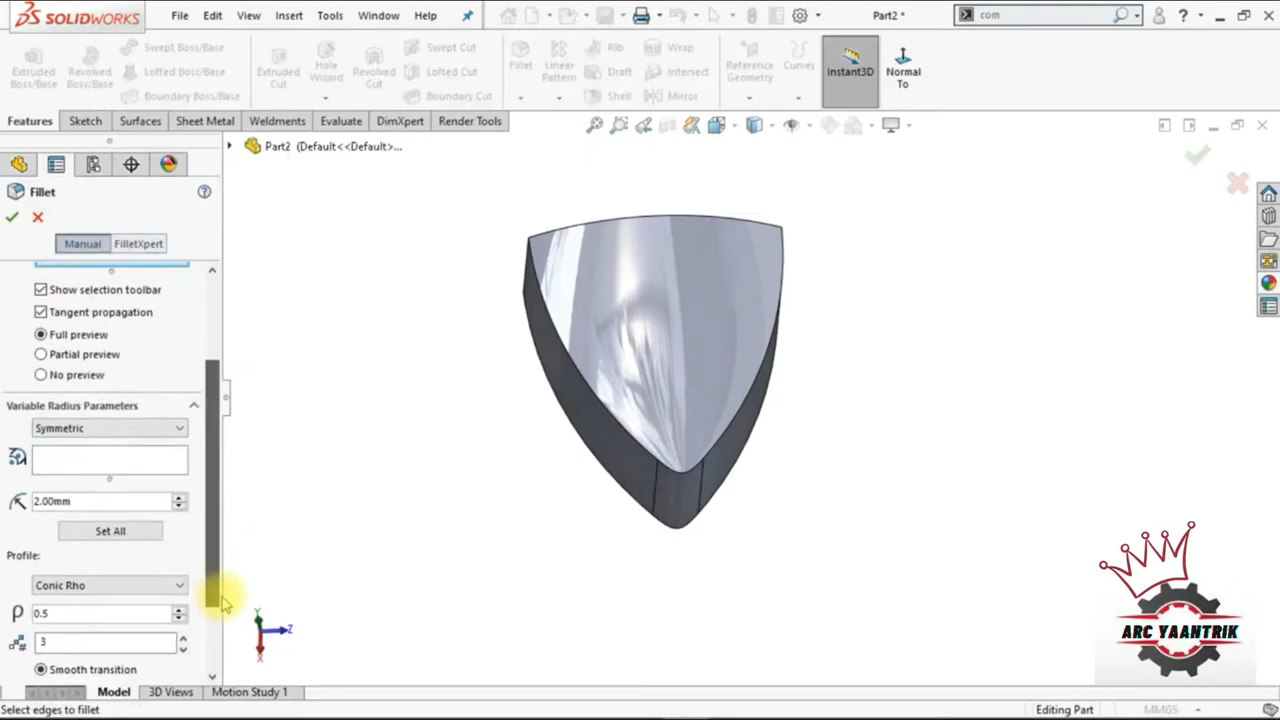 SOLIDWORKS File Edit View Insert Tools Window Help Part2 * com
Extruded Boss/Base
Revolved Boss/Base
Swept Boss/Base
Lofted Boss/Base
Boundary Boss/Base
Extruded Cut
Hole Wizard
Revolved Cut
Swept Cut
Lofted Cut
Boundary Cut
Fillet
Linear Pattern
Rib
Draft
Shell
Wrap
Intersect
Mirror
Reference Geometry
Curves
Instant3D
Normal To
Features Sketch Surfaces Sheet Metal Weldments Evaluate DimXpert Render Tools
Part2 (Default<<Default>...
Fillet
Manual FilletXpert
Show selection toolbar
Tangent propagation
Full preview
Partial preview
No preview
Variable Radius Parameters
Symmetric
2.00mm
Set All
Profile:
Conic Rho
ρ 0.5
3
Smooth transition
Y
Z
X
ARC YAANTRIK
Model 3D Views Motion Study 1
Select edges to fillet Editing Part MMGS